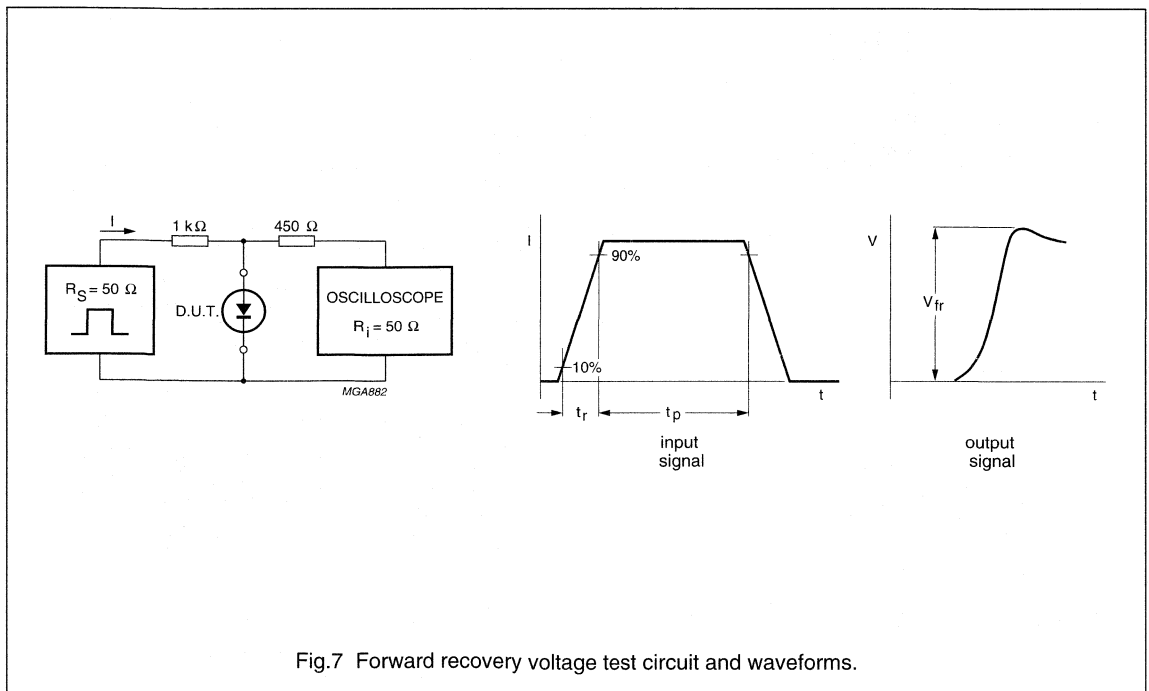 I
1 kΩ
450 Ω
R_S = 50 Ω
D.U.T.
OSCILLOSCOPE
R_i = 50 Ω
MGA882
I
90%
10%
t
t_r
t_p
input
signal
V
V_fr
t
output
signal
Fig.7 Forward recovery voltage test circuit and waveforms.